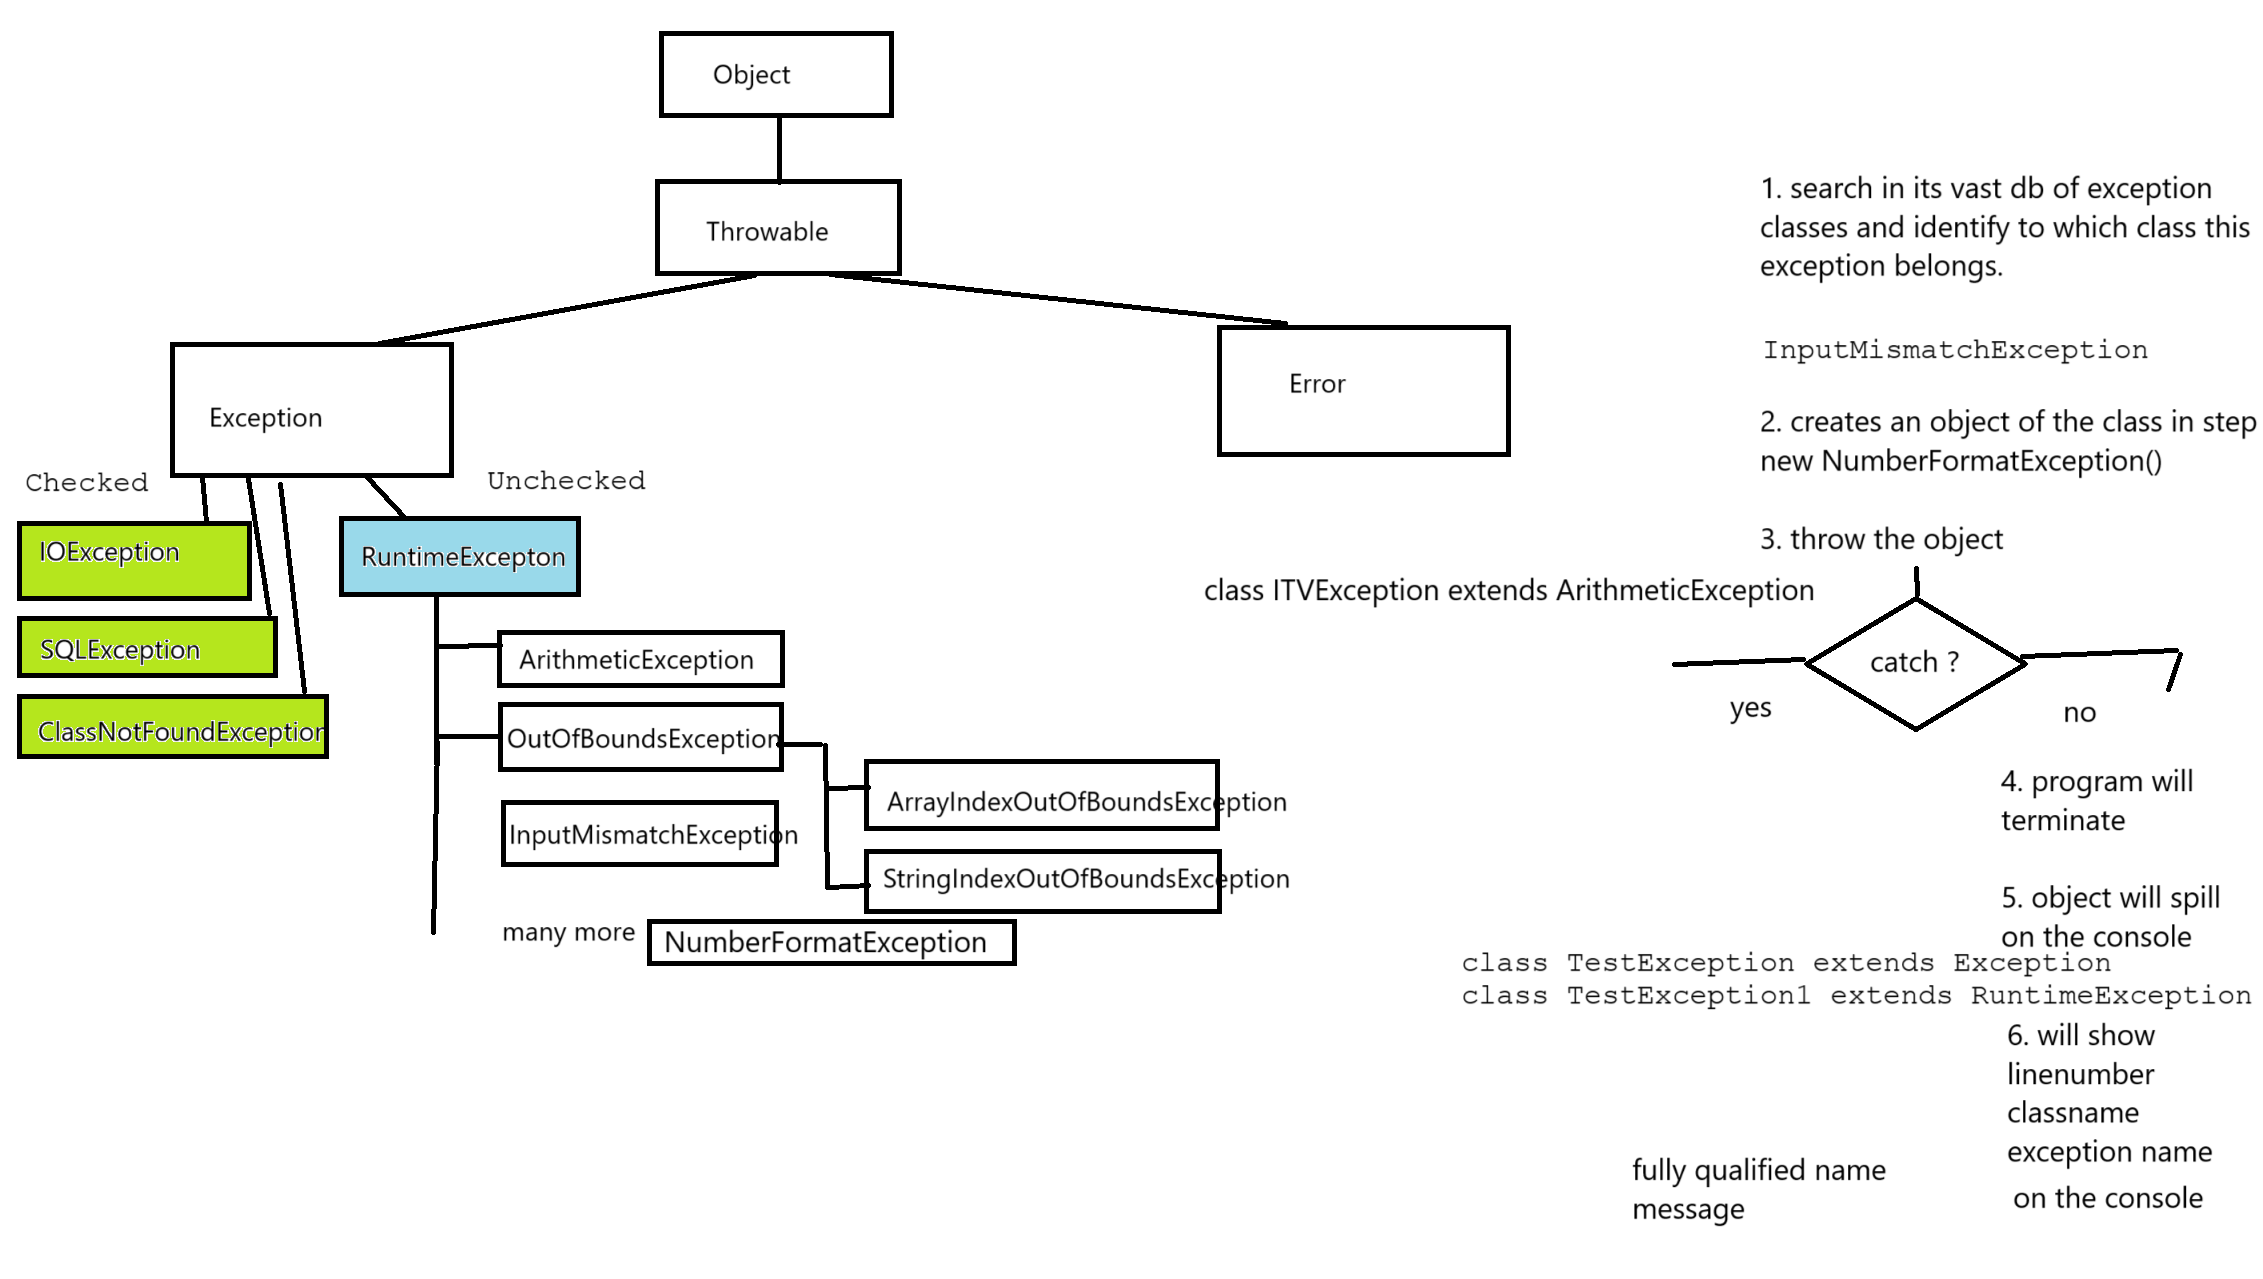 Object
Throwable
Exception
Error
Checked
Unchecked
IOException
RuntimeExcepton
SQLException
ClassNotFoundException
ArithmeticException
OutOfBoundsException
InputMismatchException
ArrayIndexOutOfBoundsException
StringIndexOutOfBoundsException
many more
NumberFormatException
1. search in its vast db of exception
classes and identify to which class this
exception belongs.
InputMismatchException
2. creates an object of the class in step
new NumberFormatException()
3. throw the object
class ITVException extends ArithmeticException
catch ?
yes
no
4. program will
terminate
5. object will spill
on the console
class TestException extends Exception
class TestException1 extends RuntimeException
6. will show
linenumber
classname
exception name
on the console
fully qualified name
message